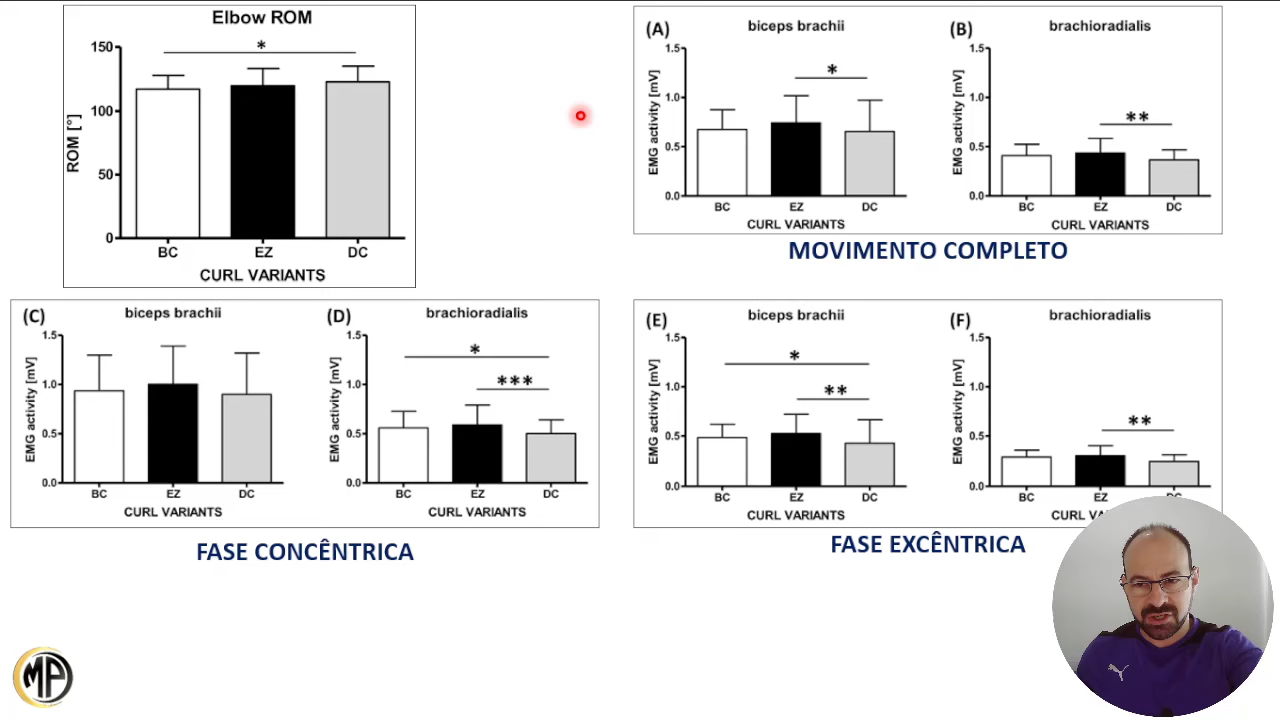 Elbow ROM
*
150
100
50
0
ROM [°]
BC EZ DC
CURL VARIANTS
(A) biceps brachii
*
1.5
1.0
0.5
0.0
EMG activity [mV]
BC EZ DC
CURL VARIANTS
(B) brachioradialis
**
1.5
1.0
0.5
0.0
EMG activity [mV]
BC EZ DC
CURL VARIANTS
MOVIMENTO COMPLETO
(C) biceps brachii
1.5
1.0
0.5
0.0
EMG activity [mV]
BC EZ DC
CURL VARIANTS
(D) brachioradialis
*
***
1.5
1.0
0.5
0.0
EMG activity [mV]
BC EZ DC
CURL VARIANTS
FASE CONCÊNTRICA
(E) biceps brachii
*
**
1.5
1.0
0.5
0.0
EMG activity [mV]
BC EZ DC
CURL VARIANTS
(F) brachioradialis
**
1.5
1.0
0.5
0.0
EMG activity [mV]
BC EZ
FASE EXCÊNTRICA
MP